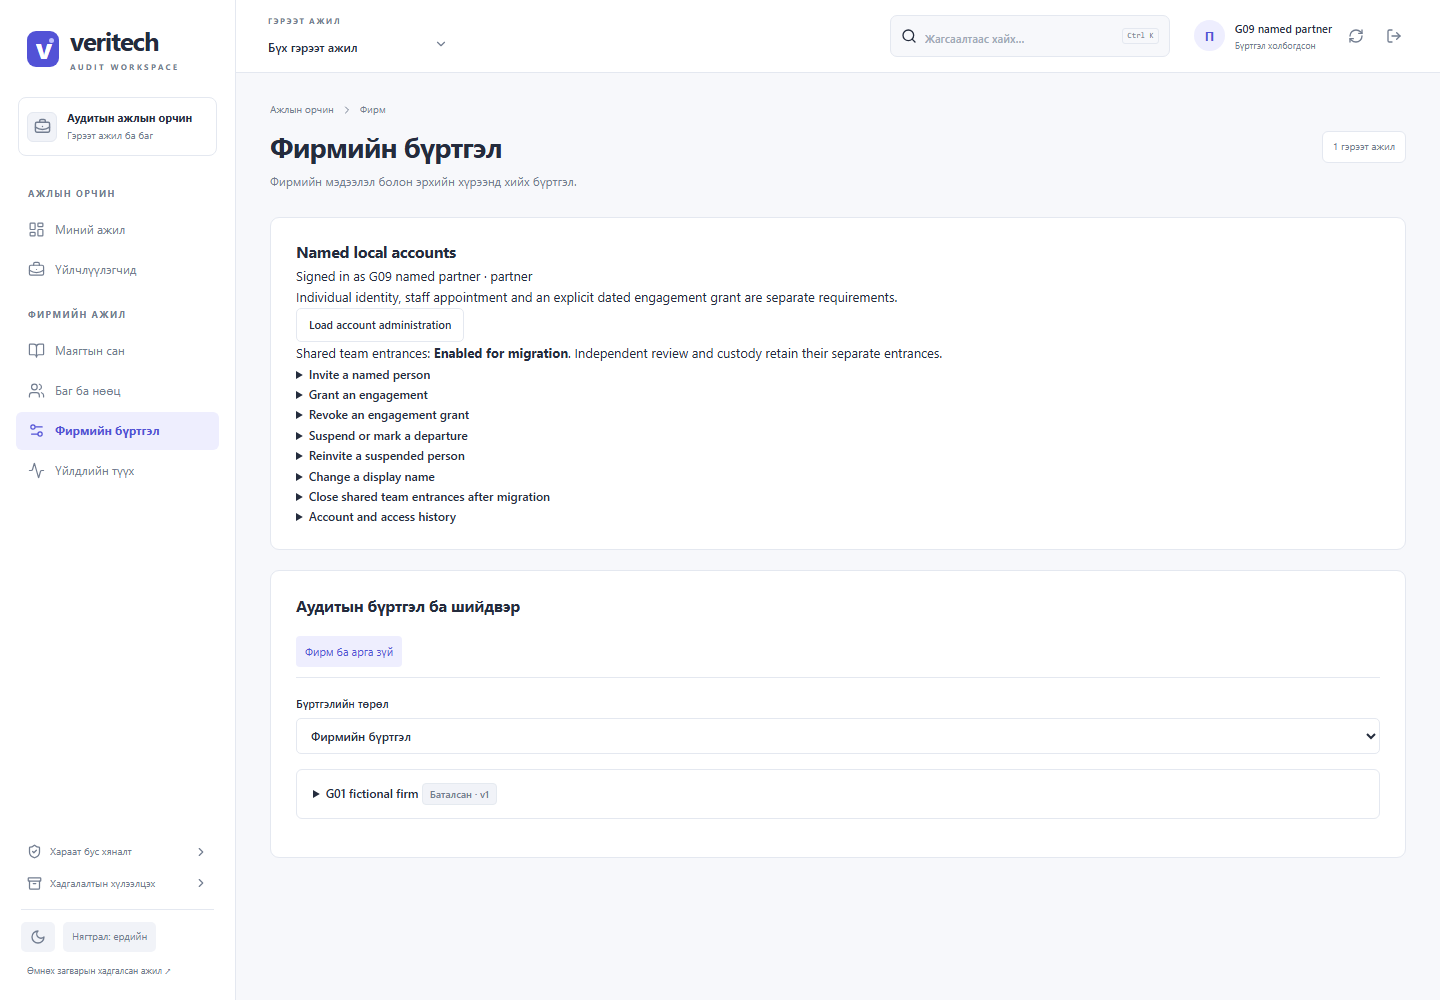 veritech
AUDIT WORKSPACE
Аудитын ажлын орчин
Гэрээт ажил ба баг
АЖЛЫН ОРЧИН
Миний ажил
Үйлчлүүлэгчид
ФИРМИЙН АЖИЛ
Маягтын сан
Баг ба нөөц
Фирмийн бүртгэл
Үйлдлийн түүх
Хараат бус хяналт
Хадгалалтын хүлээлцэх
Нягтрал: ердийн
Өмнөх загварын хадгалсан ажил ↗
ГЭРЭЭТ АЖИЛ
Бүх гэрээт ажил
Жагсаалтаас хайх...
Ctrl K
П
G09 named partner
Бүртгэл холбогдсон
Ажлын орчин > Фирм
Фирмийн бүртгэл
Фирмийн мэдээлэл болон эрхийн хүрээнд хийх бүртгэл.
1 гэрээт ажил
Named local accounts
Signed in as G09 named partner · partner
Individual identity, staff appointment and an explicit dated engagement grant are separate requirements.
Load account administration
Shared team entrances: Enabled for migration. Independent review and custody retain their separate entrances.
Invite a named person
Grant an engagement
Revoke an engagement grant
Suspend or mark a departure
Reinvite a suspended person
Change a display name
Close shared team entrances after migration
Account and access history
Аудитын бүртгэл ба шийдвэр
Фирм ба арга зүй
Бүртгэлийн төрөл
Фирмийн бүртгэл
G01 fictional firm Баталсан · v1